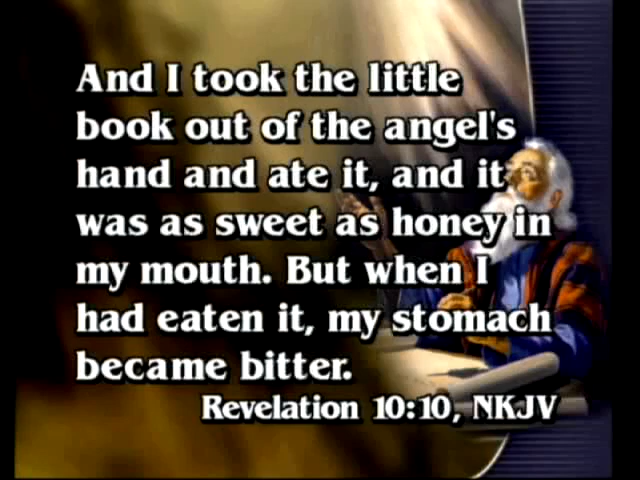 And I took the little
book out of the angel's
hand and ate it, and it
was as sweet as honey in
my mouth. But when I
had eaten it, my stomach
became bitter.
Revelation 10:10, NKJV